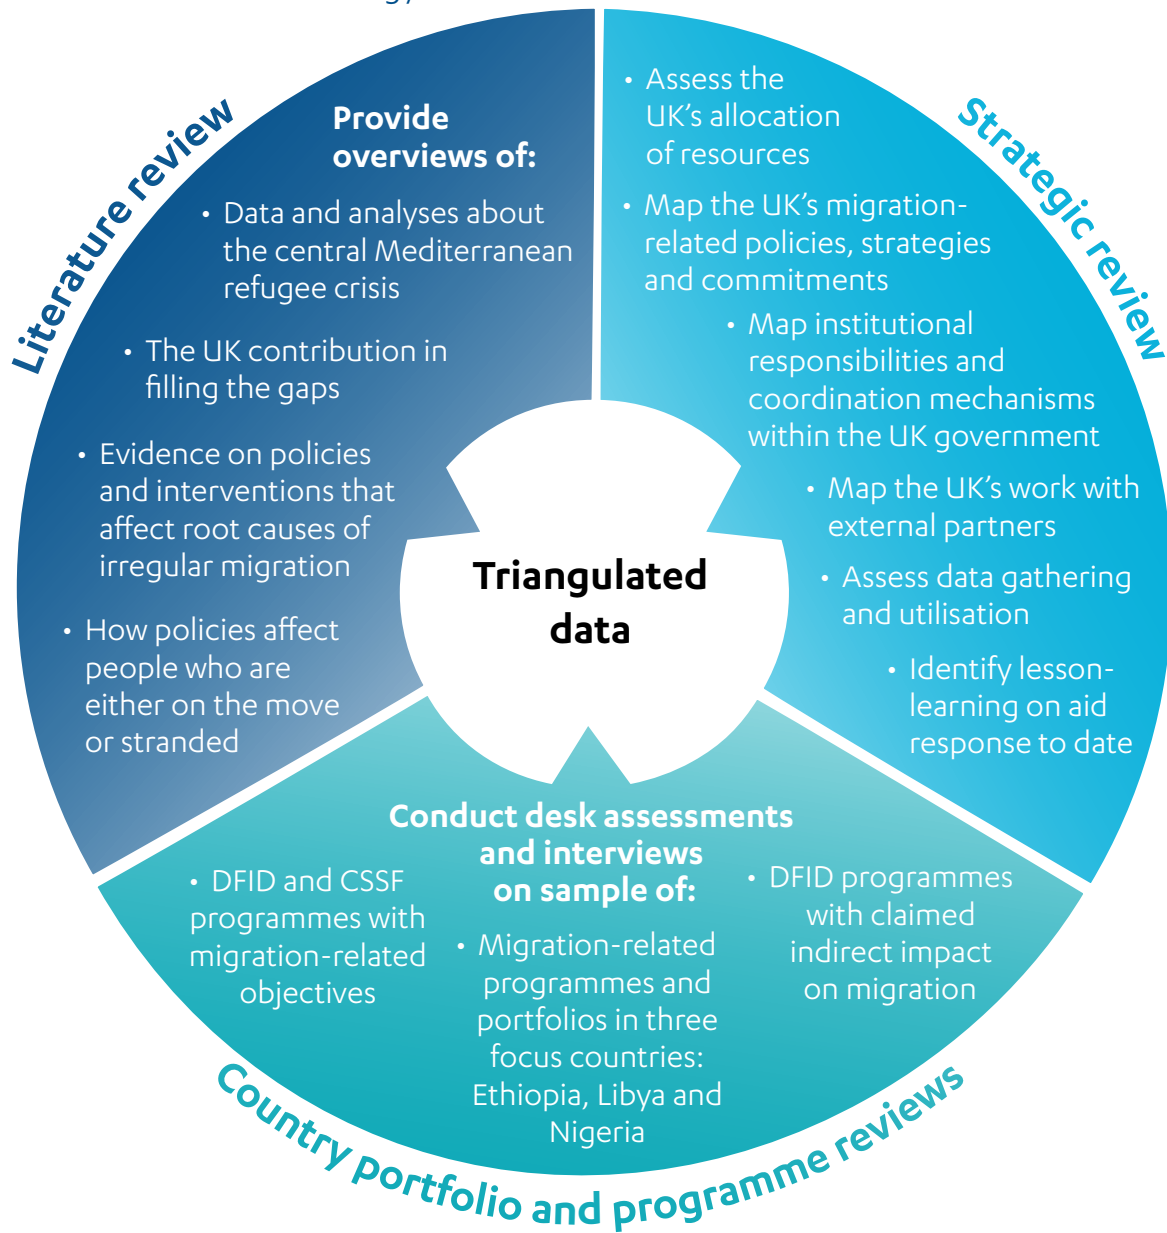 Literature review
Provide
overviews of:
• Data and analyses about
the central Mediterranean
refugee crisis
• The UK contribution in
filling the gaps
• Evidence on policies
and interventions that
affect root causes of
irregular migration
• How policies affect
people who are
either on the move
or stranded
Strategic review
• Assess the
UK’s allocation
of resources
• Map the UK’s migration-
related policies, strategies
and commitments
• Map institutional
responsibilities and
coordination mechanisms
within the UK government
• Map the UK’s work with
external partners
• Assess data gathering
and utilisation
• Identify lesson-
learning on aid
response to date
Triangulated
data
Conduct desk assessments
and interviews
on sample of:
• DFID and CSSF
programmes with
migration-related
objectives
• Migration-related
programmes and
portfolios in three
focus countries:
Ethiopia, Libya and
Nigeria
• DFID programmes
with claimed
indirect impact
on migration
Country portfolio and programme reviews